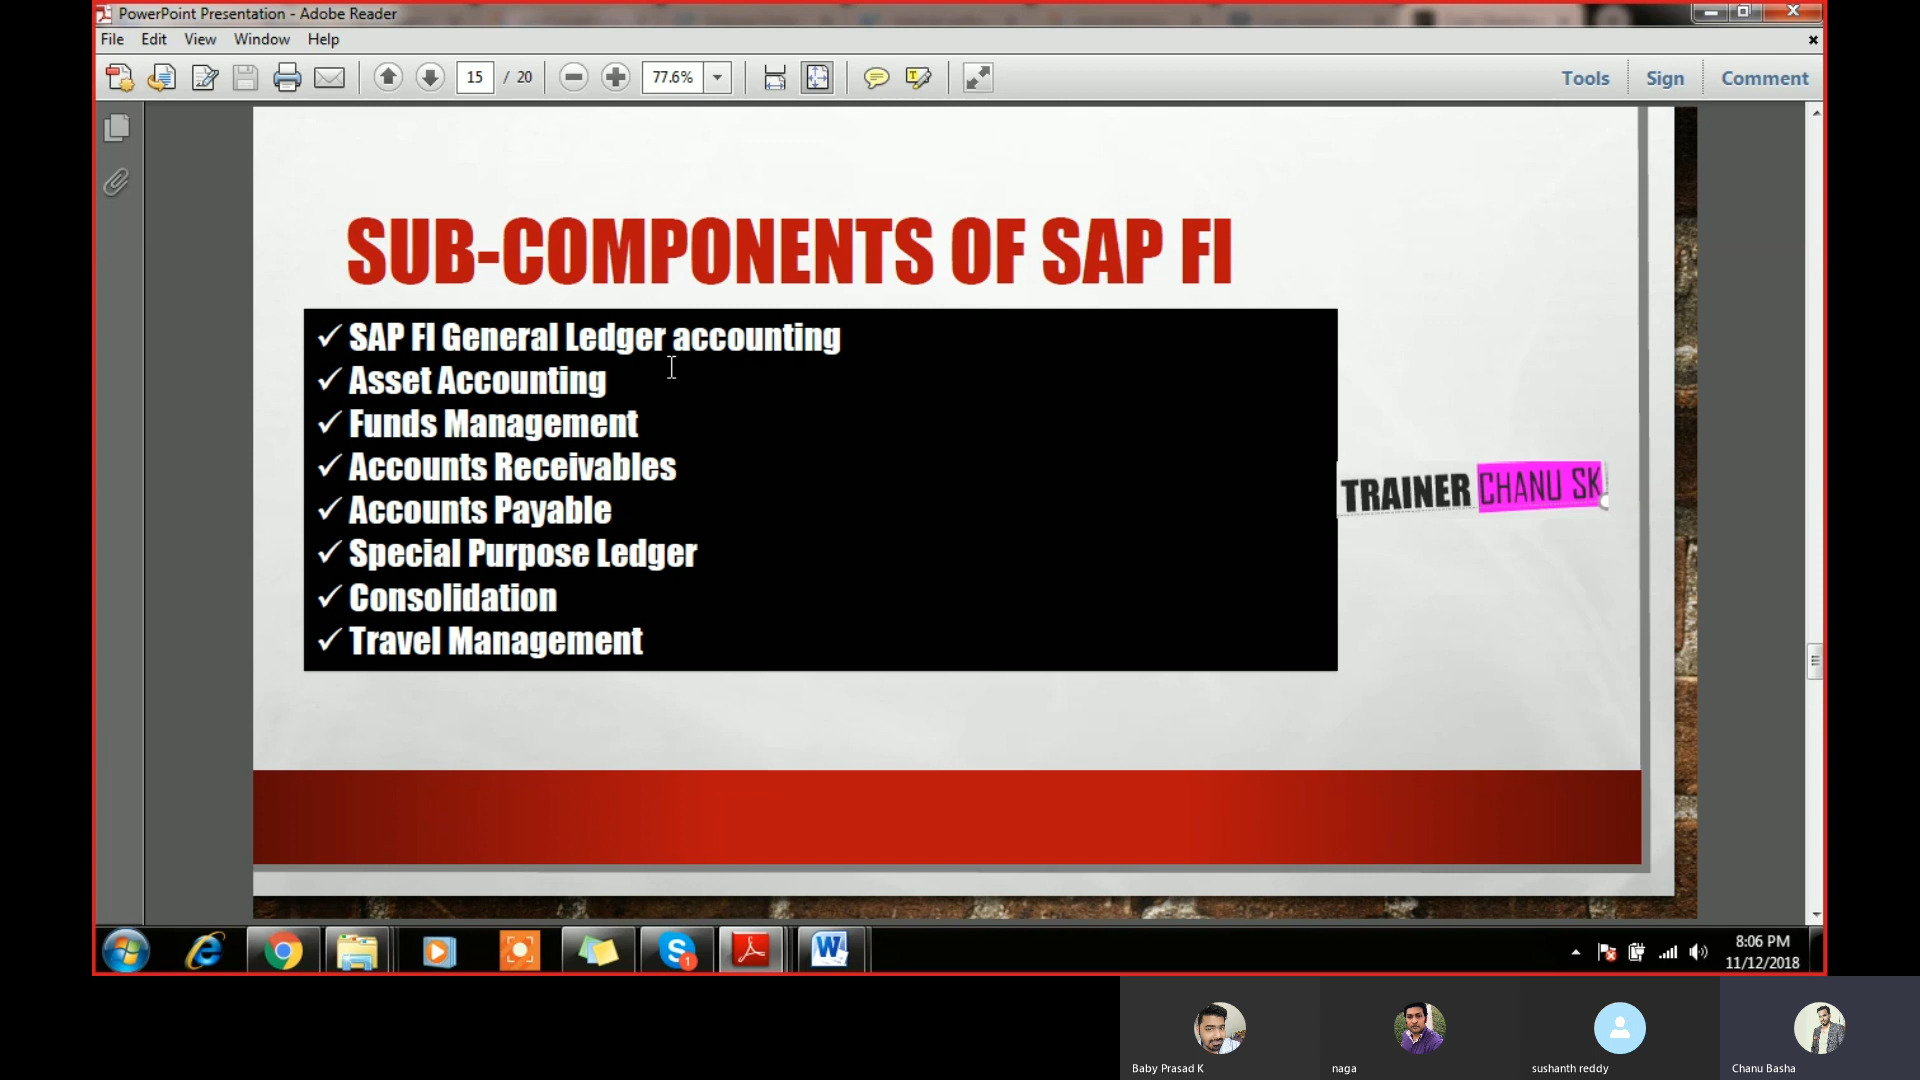 PowerPoint Presentation - Adobe Reader
File Edit View Window Help
15 / 20 77.6% Tools Sign Comment
SUB-COMPONENTS OF SAP FI
✓ SAP FI General Ledger accounting
✓ Asset Accounting
✓ Funds Management
✓ Accounts Receivables
✓ Accounts Payable
✓ Special Purpose Ledger
✓ Consolidation
✓ Travel Management
TRAINER CHANU SK
1
8:06 PM
11/12/2018
Baby Prasad K naga sushanth reddy Chanu Basha